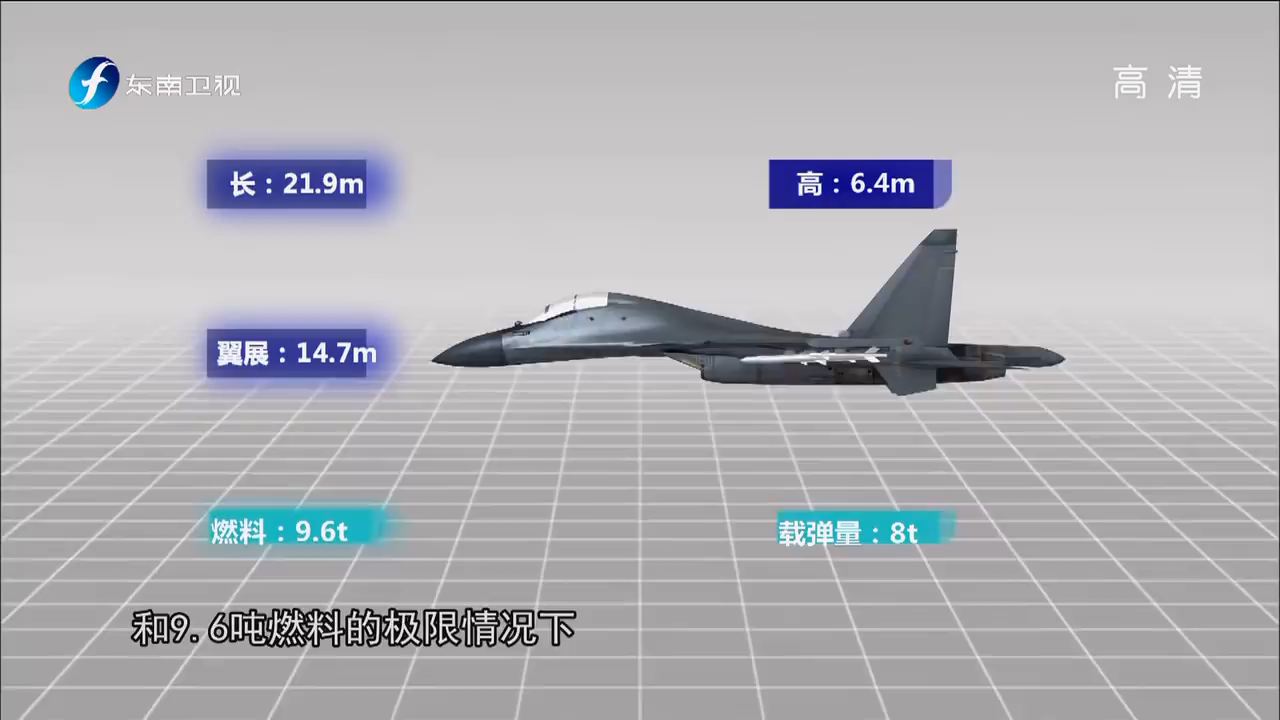 东南卫视
高 清
长：21.9m
高：6.4m
翼展：14.7m
燃料：9.6t
载弹量：8t
和9.6吨燃料的极限情况下